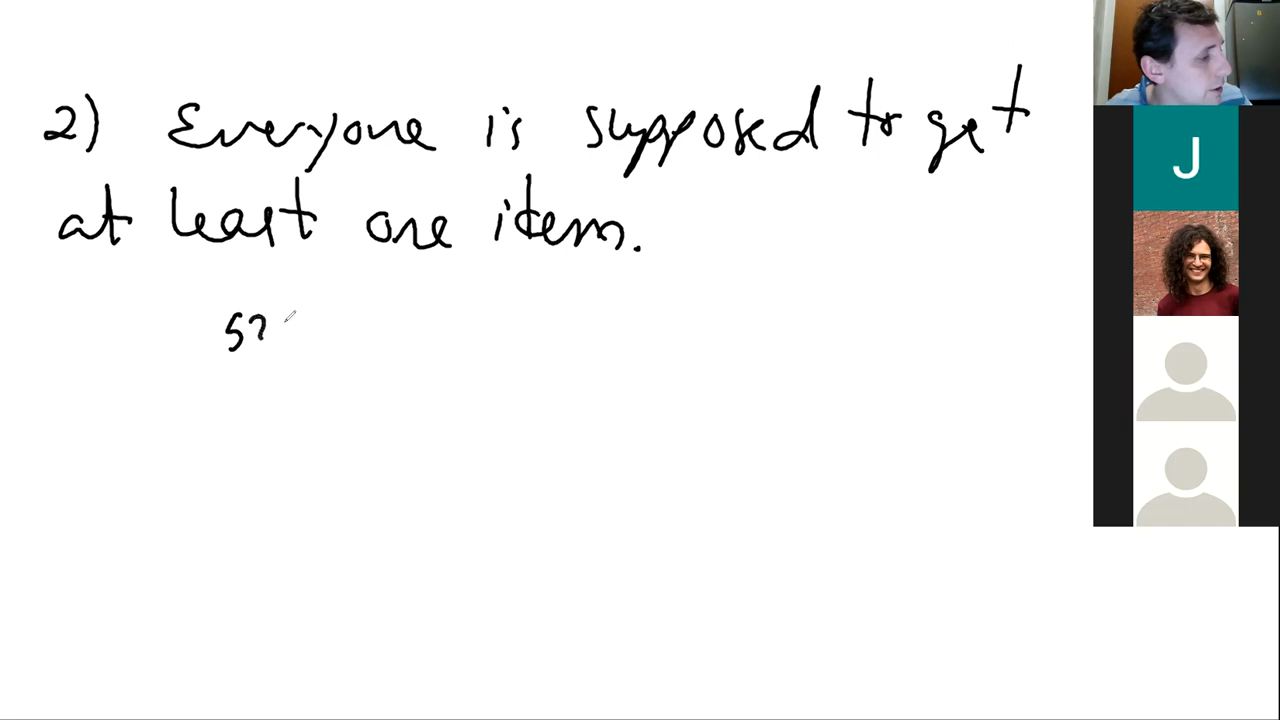 2) Everyone is supposed to get
at least one item.
J